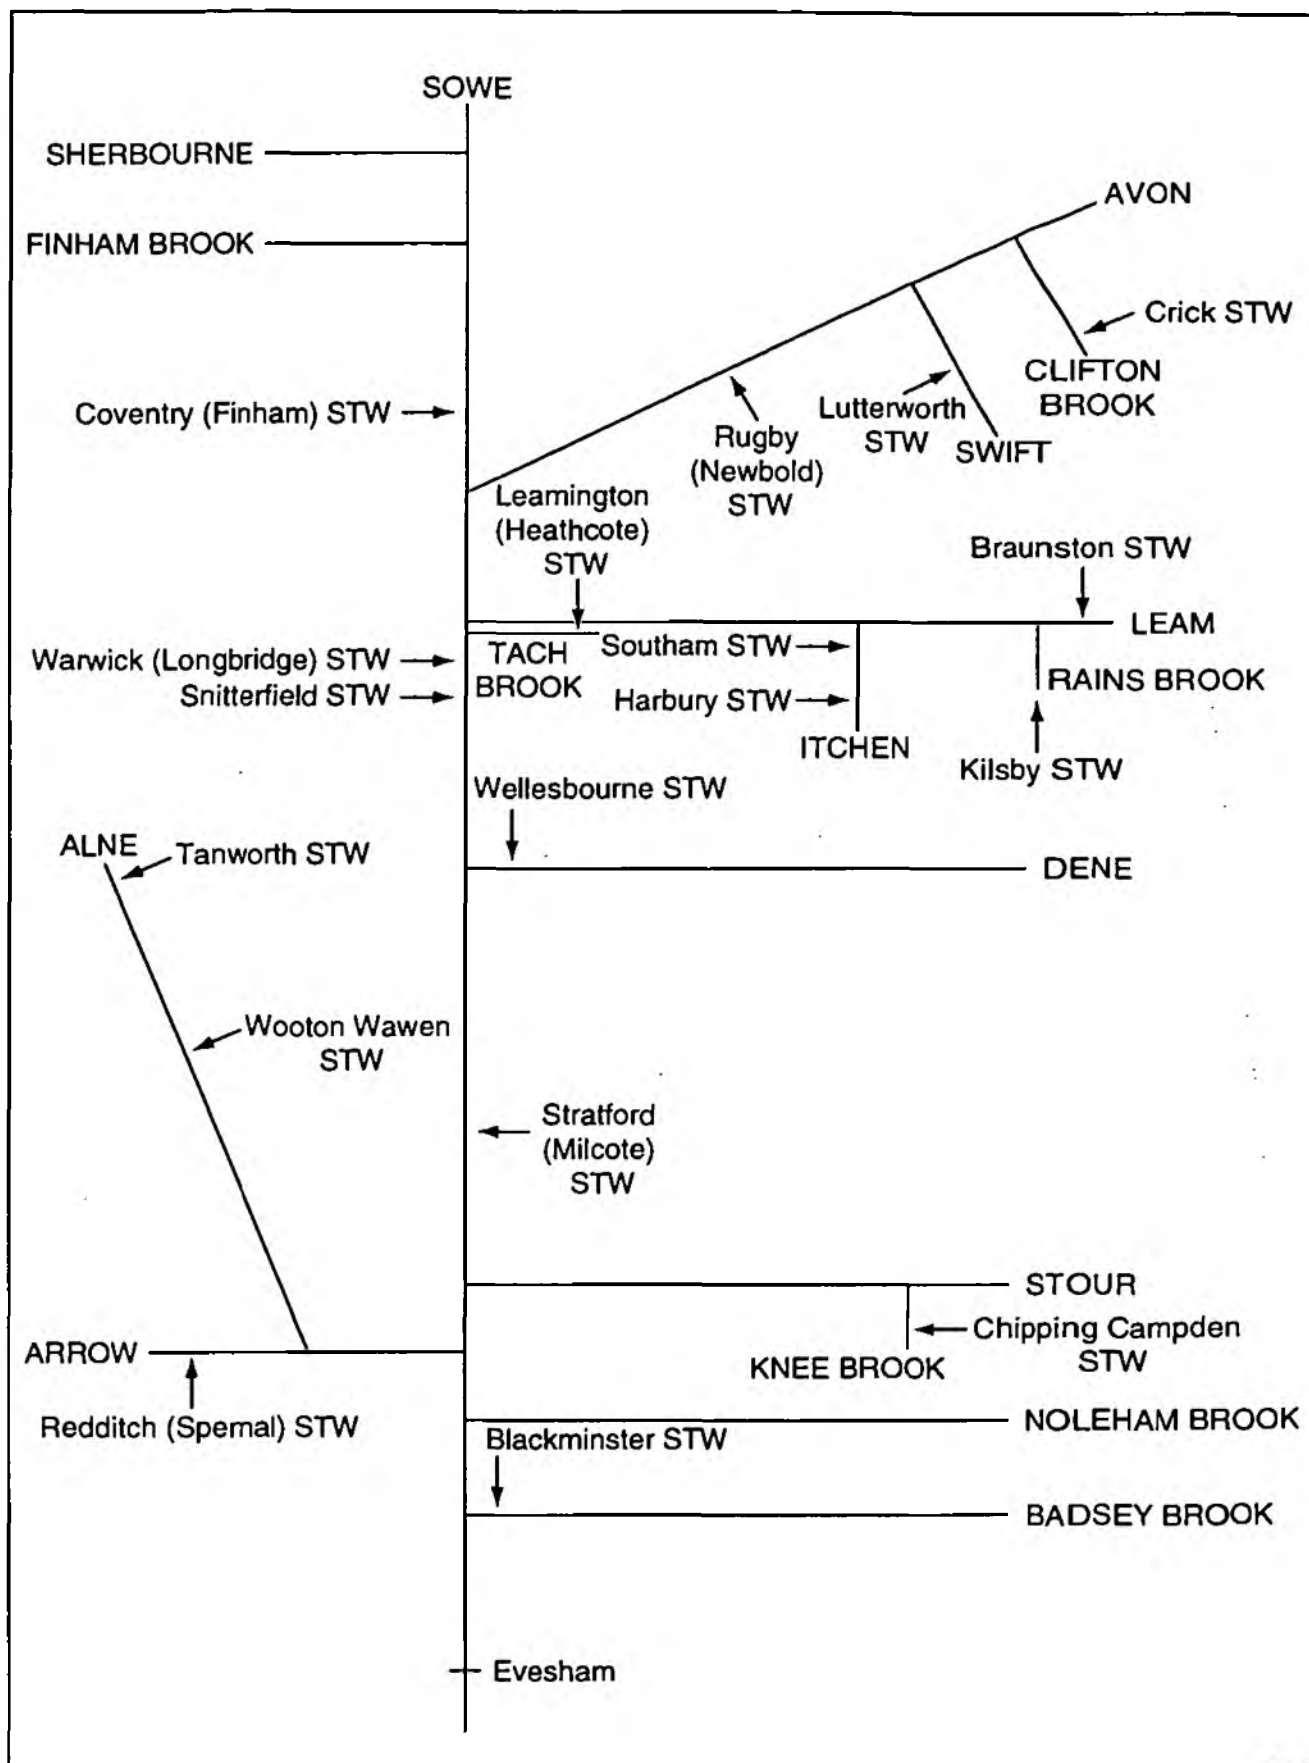 SOWE
SHERBOURNE
AVON
FINHAM BROOK
Crick STW
CLIFTON
BROOK
Coventry (Finham) STW
Lutterworth
STW
SWIFT
Rugby
(Newbold)
STW
Leamington
(Heathcote)
STW
Braunston STW
LEAM
Warwick (Longbridge) STW
Snitterfield STW
TACH
BROOK
Southam STW
Harbury STW
ITCHEN
RAINS BROOK
Kilsby STW
Wellesbourne STW
ALNE
Tanworth STW
DENE
Wooton Wawen
STW
Stratford
(Milcote)
STW
STOUR
Chipping Campden
STW
KNEE BROOK
ARROW
Redditch (Spernal) STW
NOLEHAM BROOK
Blackminster STW
BADSEY BROOK
Evesham